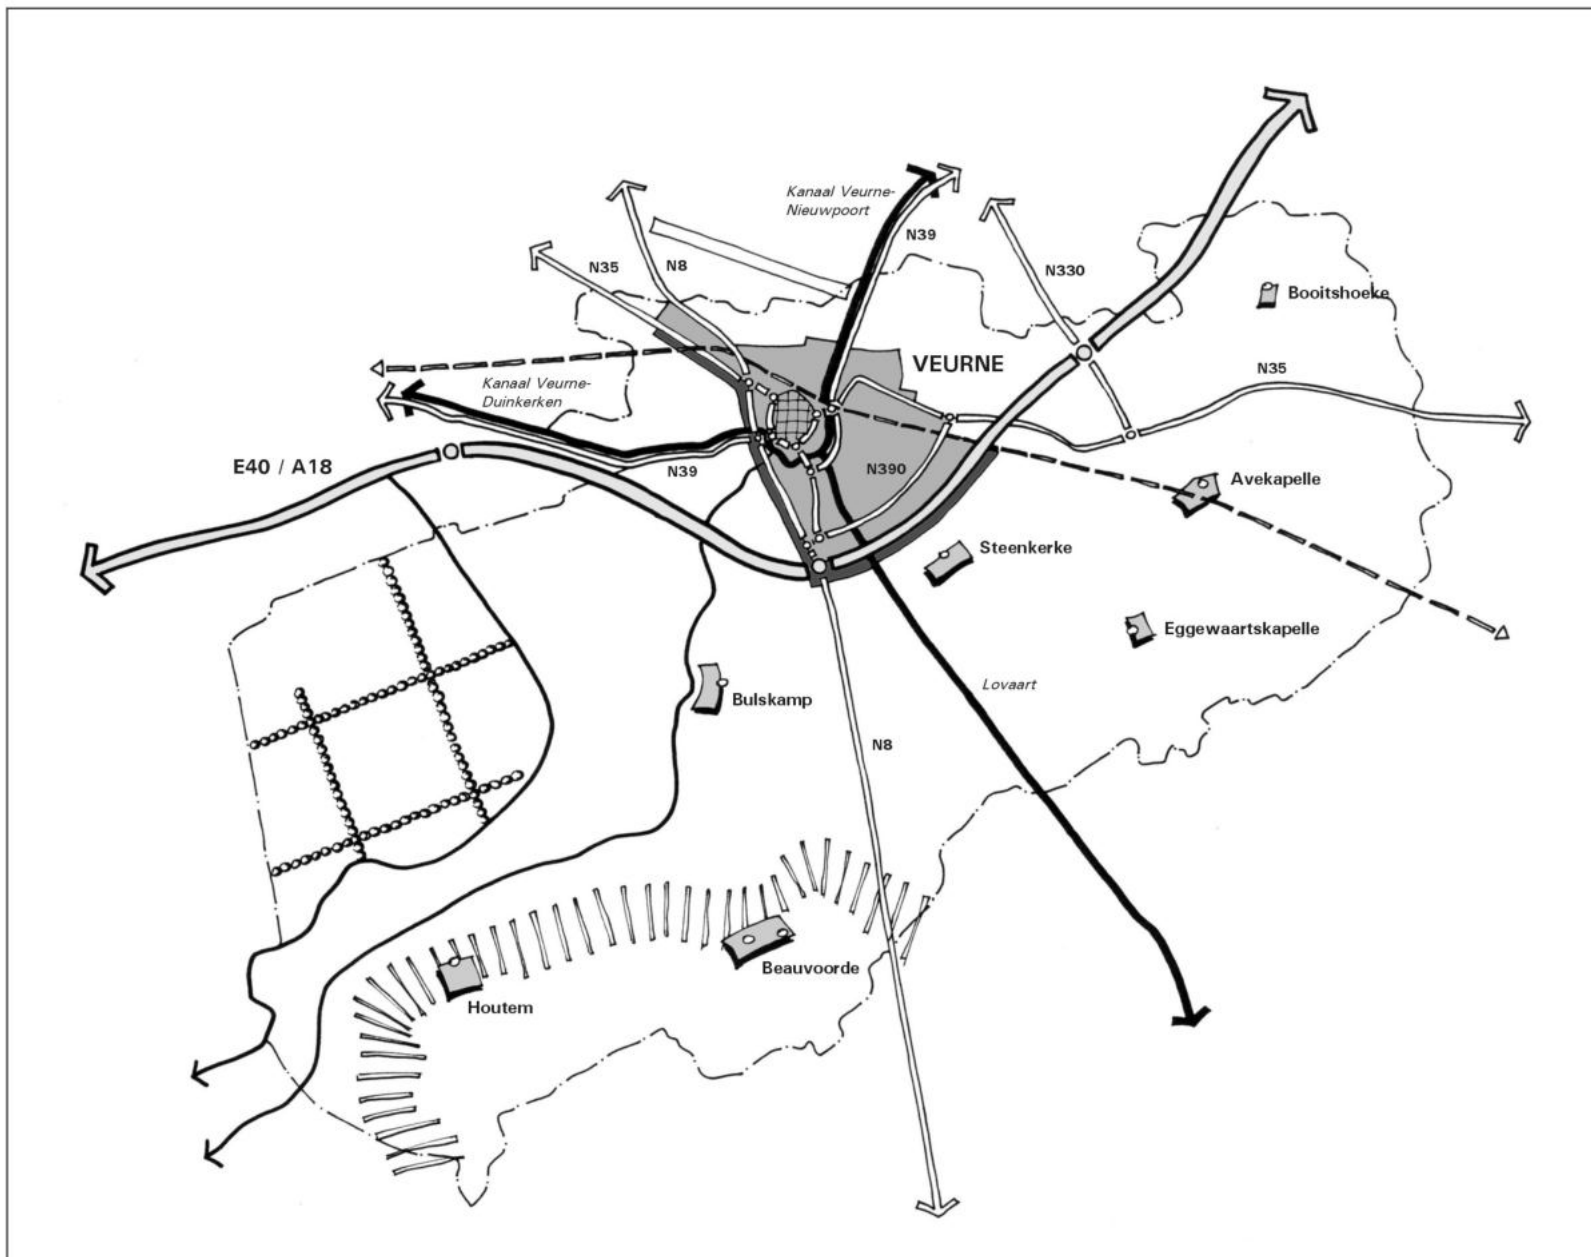 Kanaal Veurne-
Nieuwpoort
N39
N35
N8
N330
Booitshoeke
VEURNE
N35
Kanaal Veurne-
Duinkerken
E40 / A18
N39
N390
Avekapelle
Steenkerke
Eggewaartskapelle
Lovaart
Bulskamp
N8
Beauvoorde
Houtem